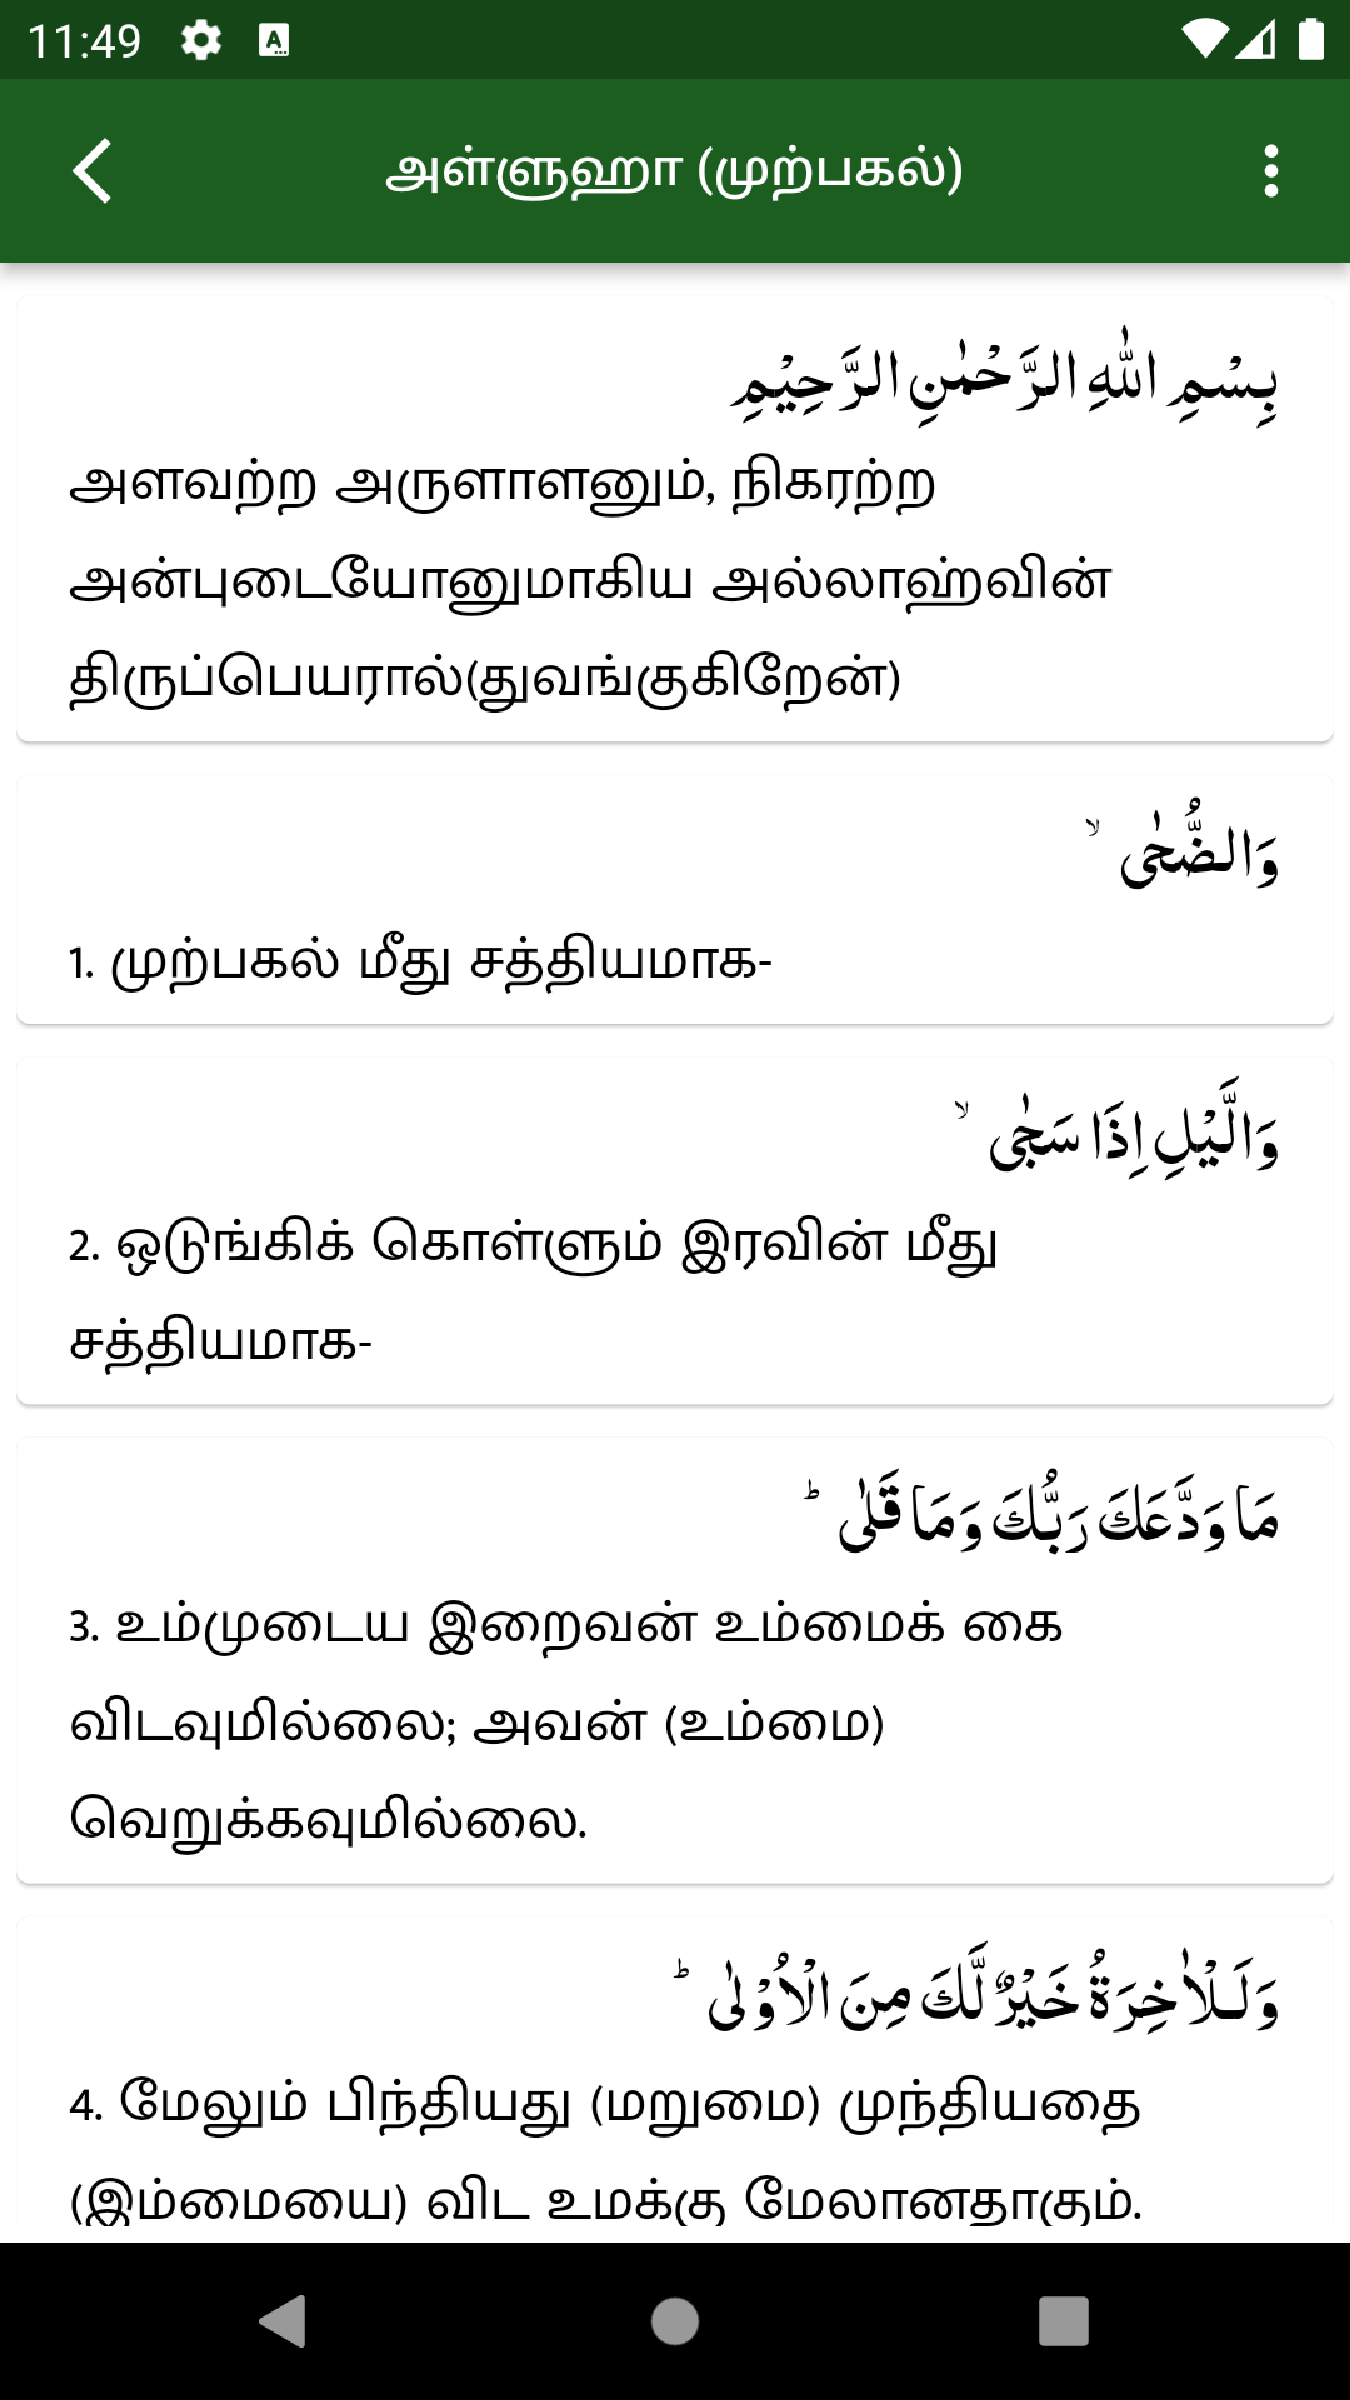 11:49
அள்ளுஹா (முற்பகல்)
بِسْمِ اللّٰهِ الرَّحْمٰنِ الرَّحِيْمِ
அளவற்ற அருளாளனும், நிகரற்ற
அன்புடையோனுமாகிய அல்லாஹ்வின்
திருப்பெயரால்(துவங்குகிறேன்)
وَالضُّحٰى ۙ
1. முற்பகல் மீது சத்தியமாக-
وَالَّيْلِ اِذَا سَجٰى ۙ
2. ஒடுங்கிக் கொள்ளும் இரவின் மீது
சத்தியமாக-
مَا وَدَّعَكَ رَبُّكَ وَمَا قَلٰى ؕ
3. உம்முடைய இறைவன் உம்மைக் கை
விடவுமில்லை; அவன் (உம்மை)
வெறுக்கவுமில்லை.
وَلَـلْاٰخِرَةُ خَيْرٌ لَّكَ مِنَ الْاُوْلٰى ؕ
4. மேலும் பிந்தியது (மறுமை) முந்தியதை
(இம்மையை) விட உமக்கு மேலானதாகும்.